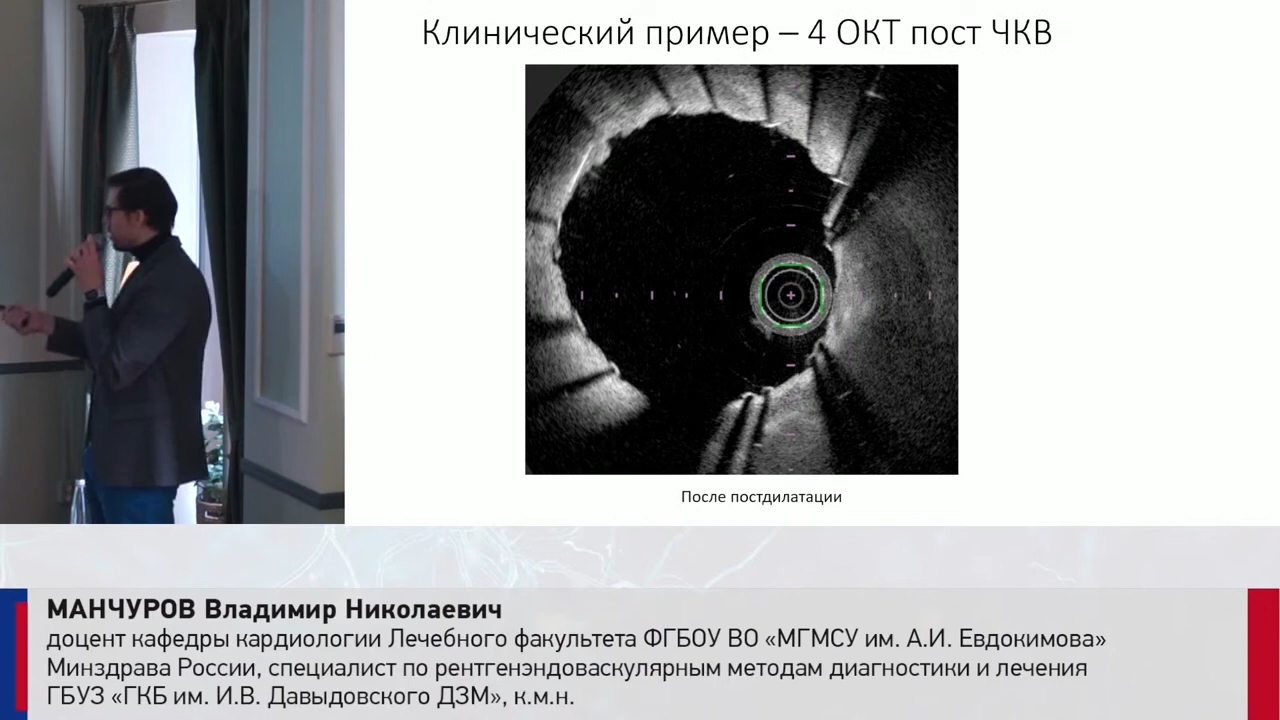 Клинический пример – 4 ОКТ пост ЧКВ
После постдилатации
МАНЧУРОВ Владимир Николаевич
доцент кафедры кардиологии Лечебного факультета ФГБОУ ВО «МГМСУ им. А.И. Евдокимова»
Минздрава России, специалист по рентгенэндоваскулярным методам диагностики и лечения
ГБУЗ «ГКБ им. И.В. Давыдовского ДЗМ», к.м.н.